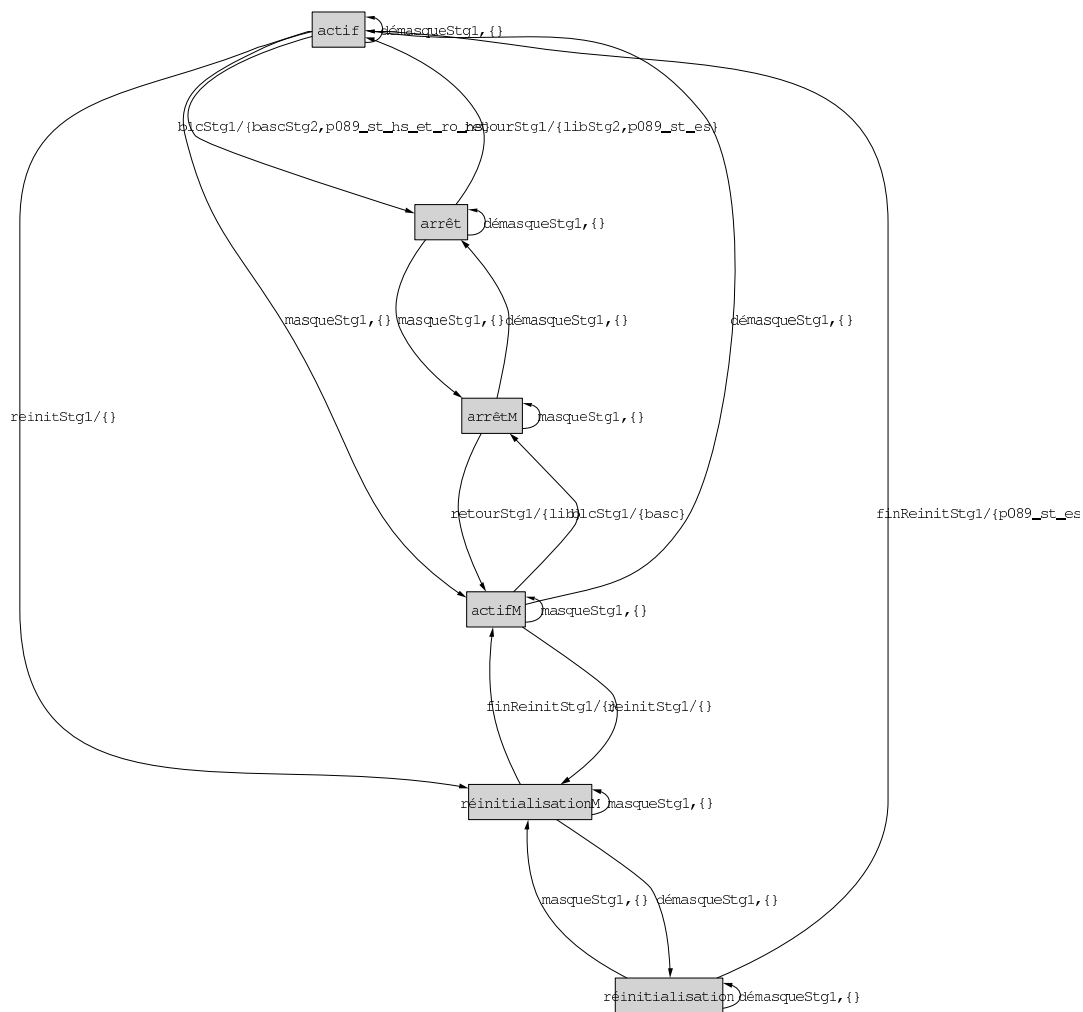 actif
démasqueStg1,{}
blcStg1/{bascStg2,p089_st_hs_et_ro_hs}
retourStg1/{libStg2,p089_st_es}
arrêt
démasqueStg1,{}
masqueStg1,{}
masqueStg1,{}
démasqueStg1,{}
démasqueStg1,{}
reinitStg1/{}
arrêtM
masqueStg1,{}
retourStg1/{lib}
blcStg1/{basc}
finReinitStg1/{p089_st_es
actifM
masqueStg1,{}
finReinitStg1/{}
reinitStg1/{}
réinitialisationM
masqueStg1,{}
masqueStg1,{}
démasqueStg1,{}
réinitialisation
démasqueStg1,{}